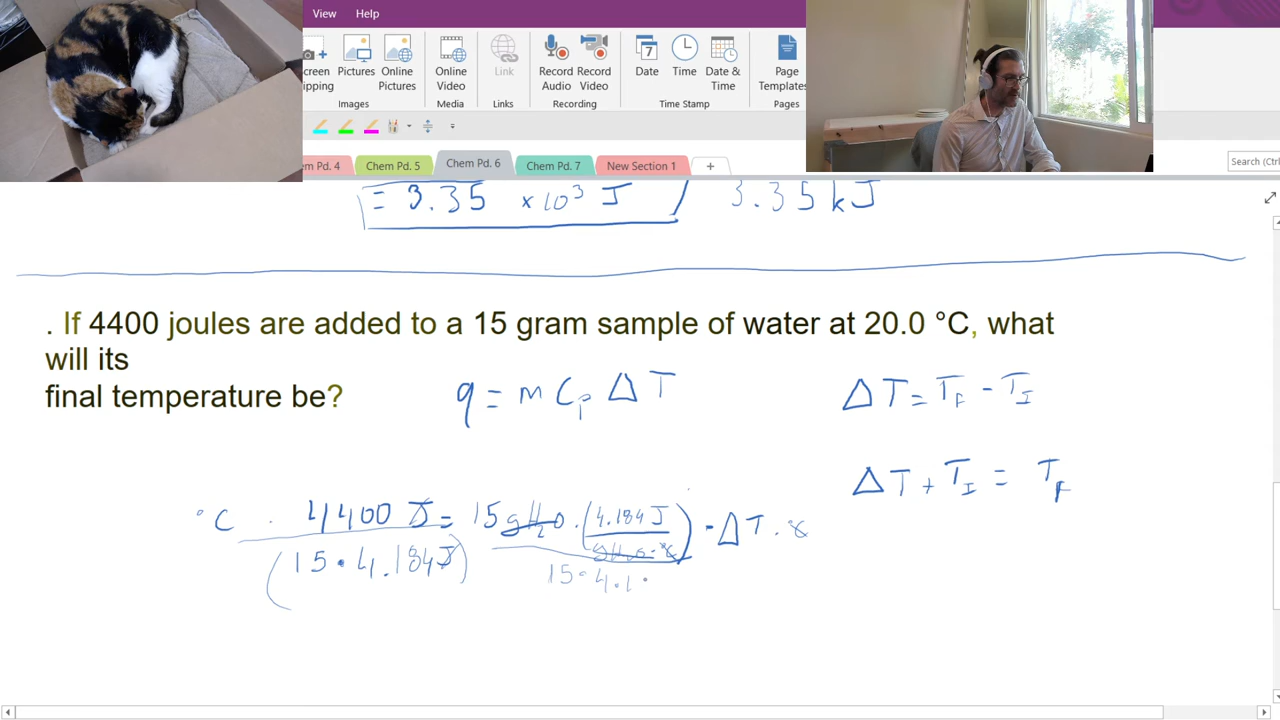 View Help
Screen Clipping Pictures Online Pictures Online Video Link Record Audio Record Video Date Time Date & Time Page Templates
Images Media Links Recording Time Stamp Pages
Chem Pd. 5 Chem Pd. 6 Chem Pd. 7 New Section 1 +
Search (Ctrl
= 3.35 ×10³ J 3.35 kJ
. If 4400 joules are added to a 15 gram sample of water at 20.0 °C, what
will its
final temperature be?
q = m Cp ΔT
ΔT = TF - TI
ΔT + TI = TF
°C · 4400 J = 15 g H₂O · (4.184 J / g H₂O · °C) · ΔT · °C
(15 · 4.184 J) 15 · 4.1